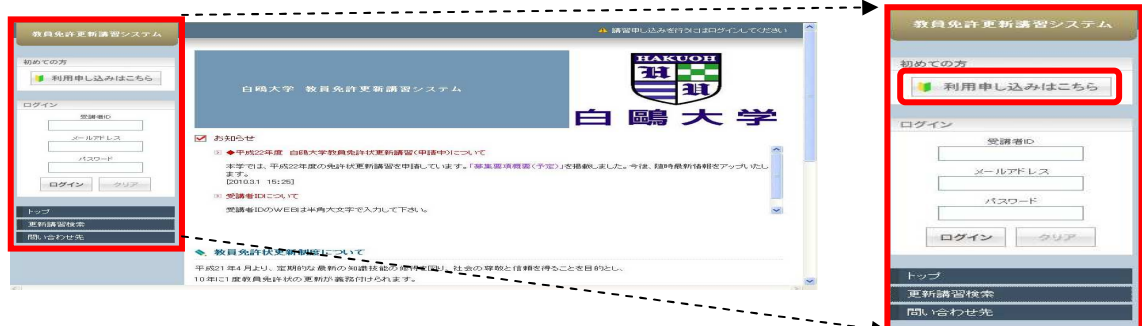 教員免許更新講習システム
初めての方
利用申し込みはこちら
ログイン
受講者ID
メールアドレス
パスワード
ログイン クリア
トップ
更新講習検索
問い合わせ先
講習申し込みを行うにはログインしてください
白鴎大学 教員免許更新講習システム
HAKUOH
白鷗大学
お知らせ
◆平成22年度 白鴎大学教員免許状更新講習(申請中)について
本学では、平成22年度の免許状更新講習を申請しています。「募集要項概要(予定)」を掲載しました。今後、随時最新情報をアップいたし
ます。
[2010.3.1 15:25]
受講者IDについて
受講者IDのWEBは半角大文字で入力して下さい。
教員免許状更新制度について
平成21年4月より、定期的な最新の知識技能の修得を図り、社会の尊敬と信頼を得ることを目的とし、
10年に1度教員免許状の更新が義務付けられます。
教員免許更新講習システム
初めての方
利用申し込みはこちら
ログイン
受講者ID
メールアドレス
パスワード
ログイン クリア
トップ
更新講習検索
問い合わせ先